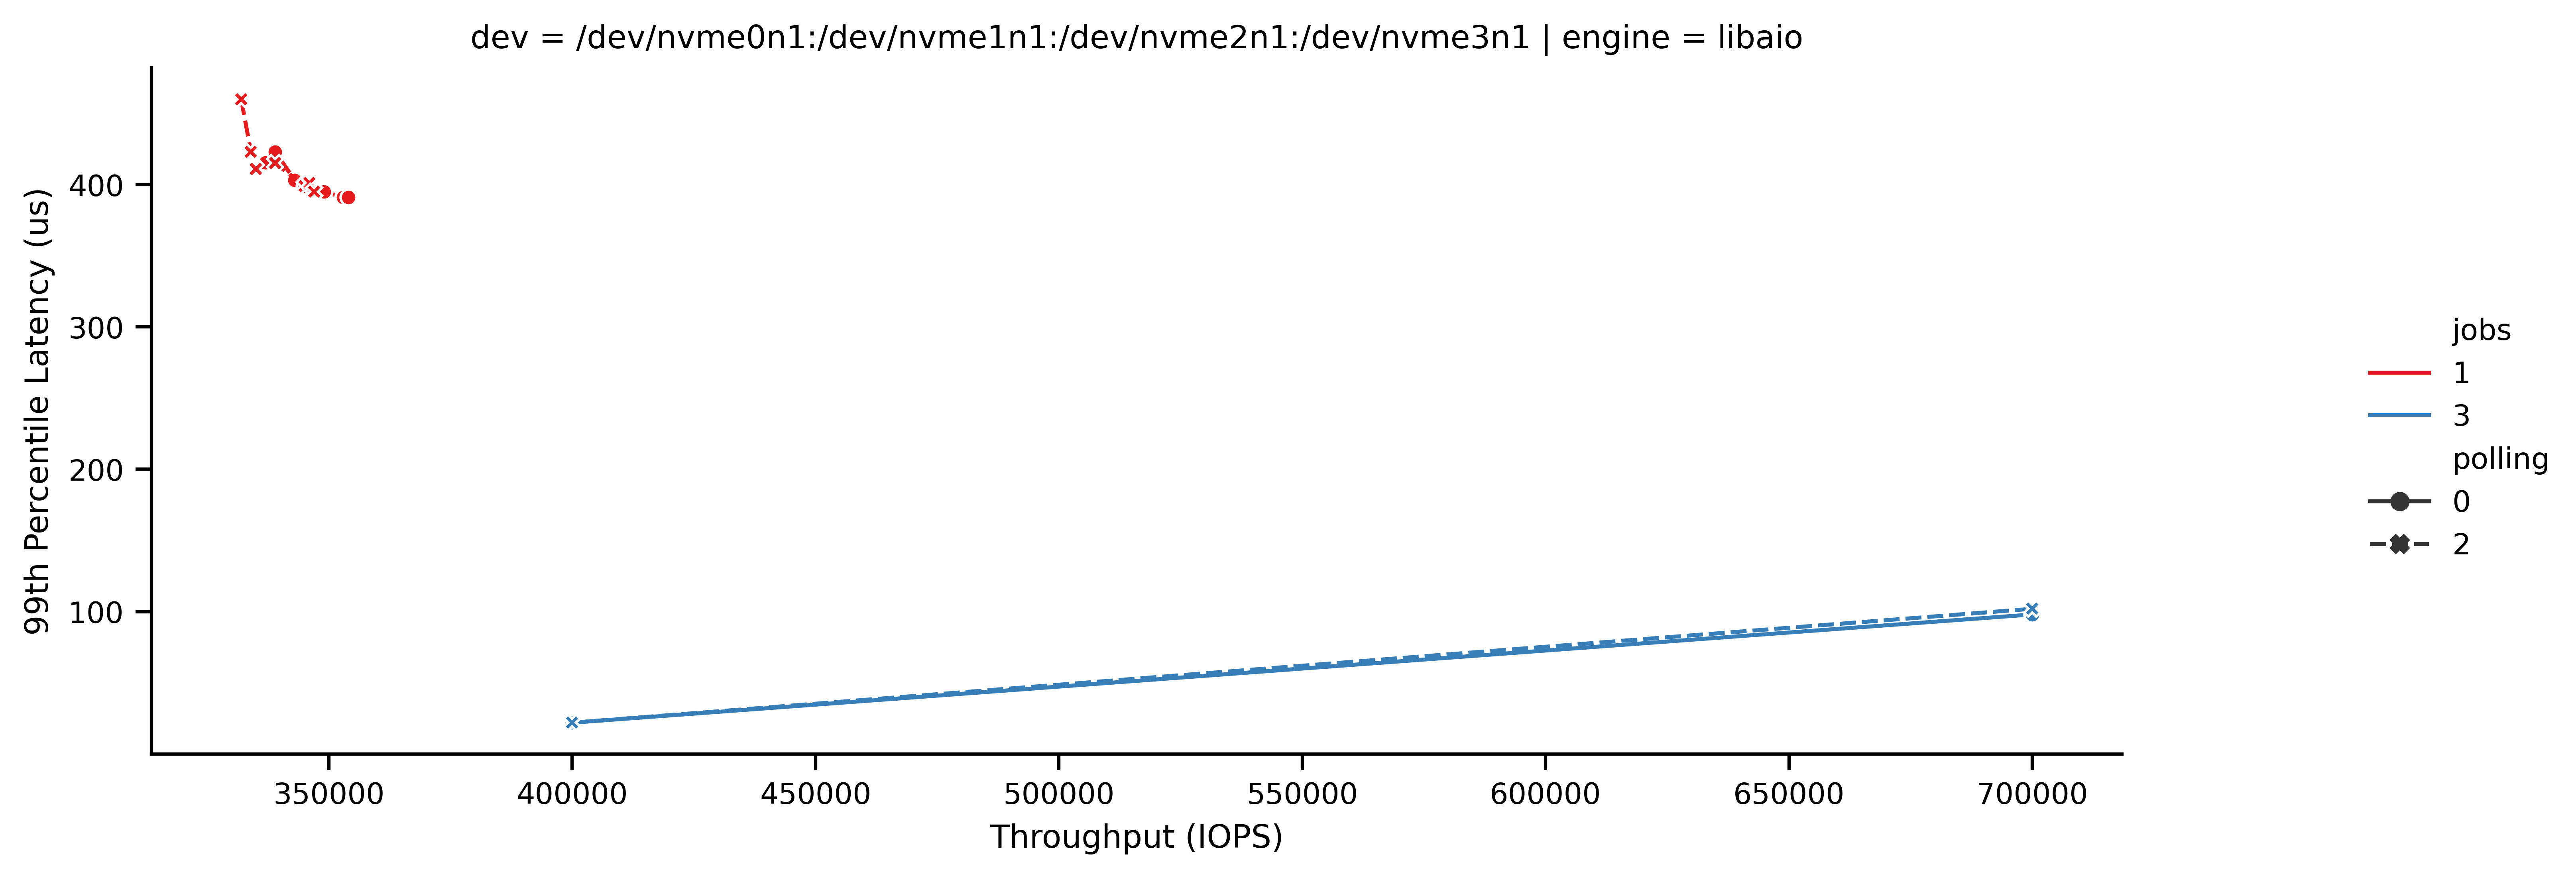 dev = /dev/nvme0n1:/dev/nvme1n1:/dev/nvme2n1:/dev/nvme3n1 | engine = libaio
99th Percentile Latency (us)
400
300
200
100
350000 400000 450000 500000 550000 600000 650000 700000
Throughput (IOPS)
jobs
1
3
polling
0
2